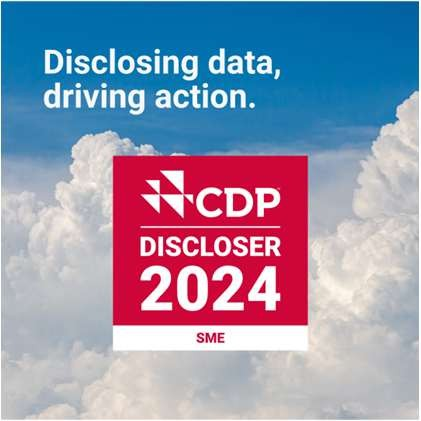 Disclosing data,
driving action.
CDP
DISCLOSER
2024
SME